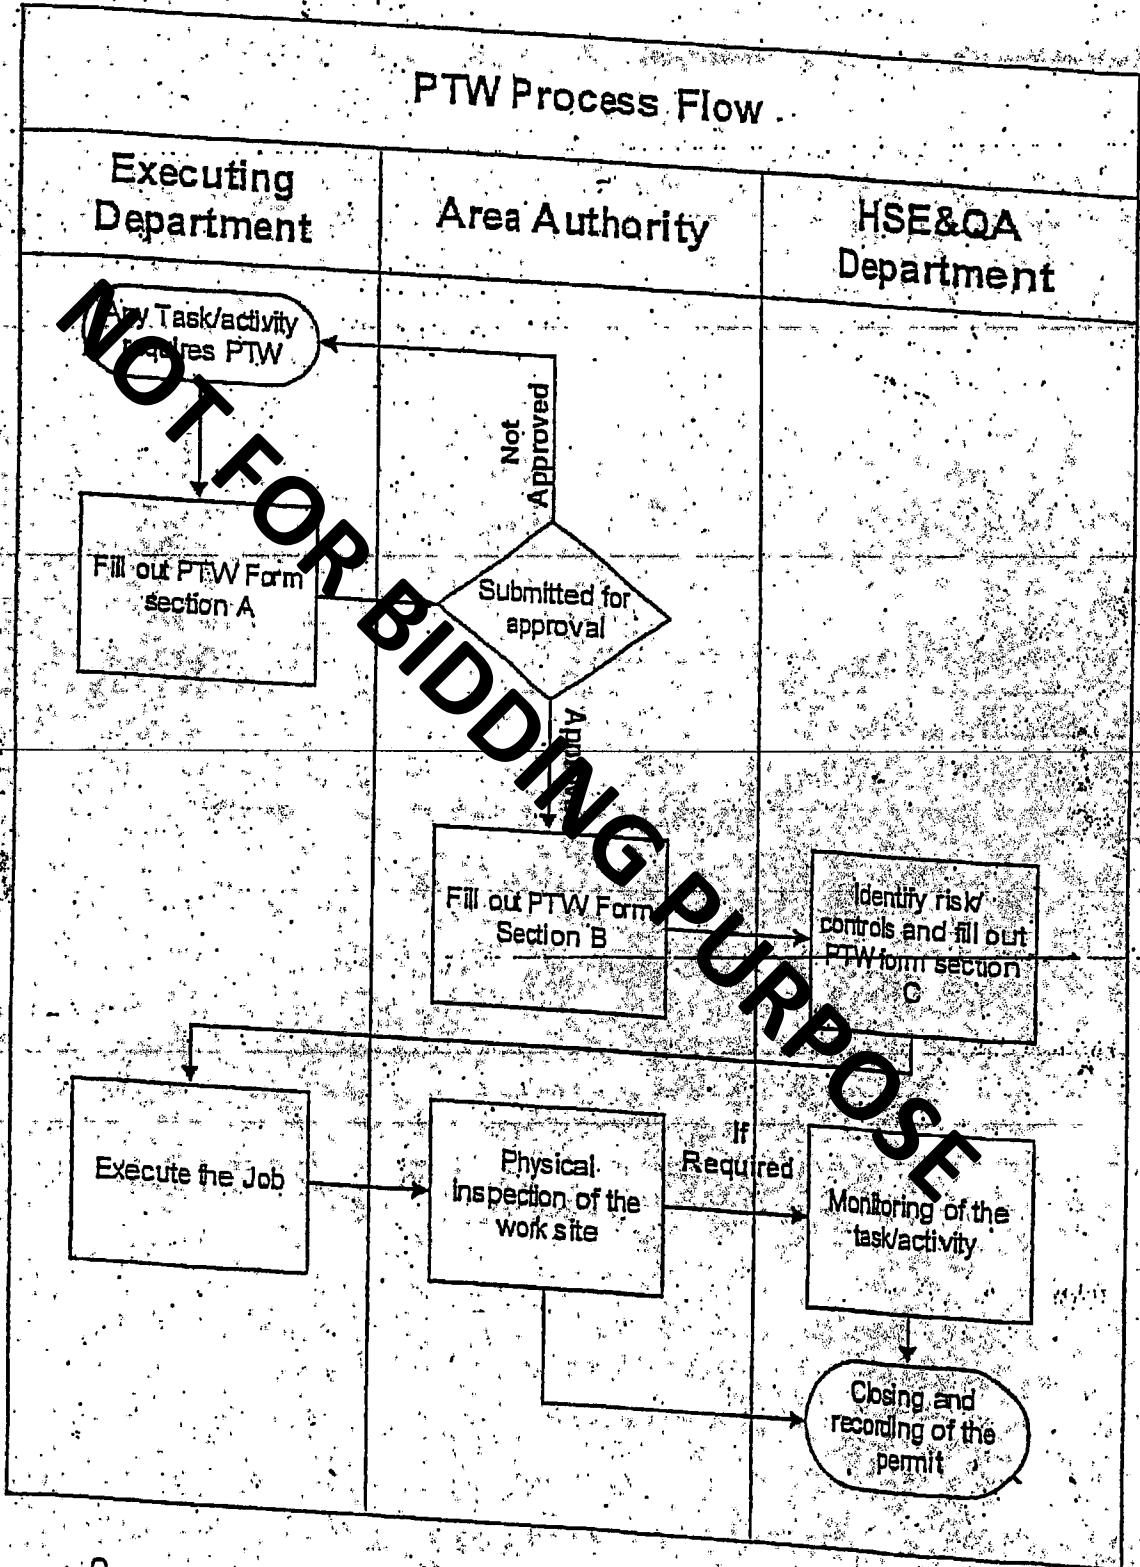 PTW Process Flow
Executing
Department
Area Authority
HSE&QA
Department
Any Task/activity
requires PTW
Not
Approved
Fill out PTW Form
section A
Submitted for
approval
Fill out PTW Form
Section B
Identify risk/
controls and fill out
PTW form section
C
Execute the Job
Physical
inspection of the
work site
If
Required
Monitoring of the
task/activity
Closing and
recording of the
permit
NOT FOR BIDDING PURPOSE